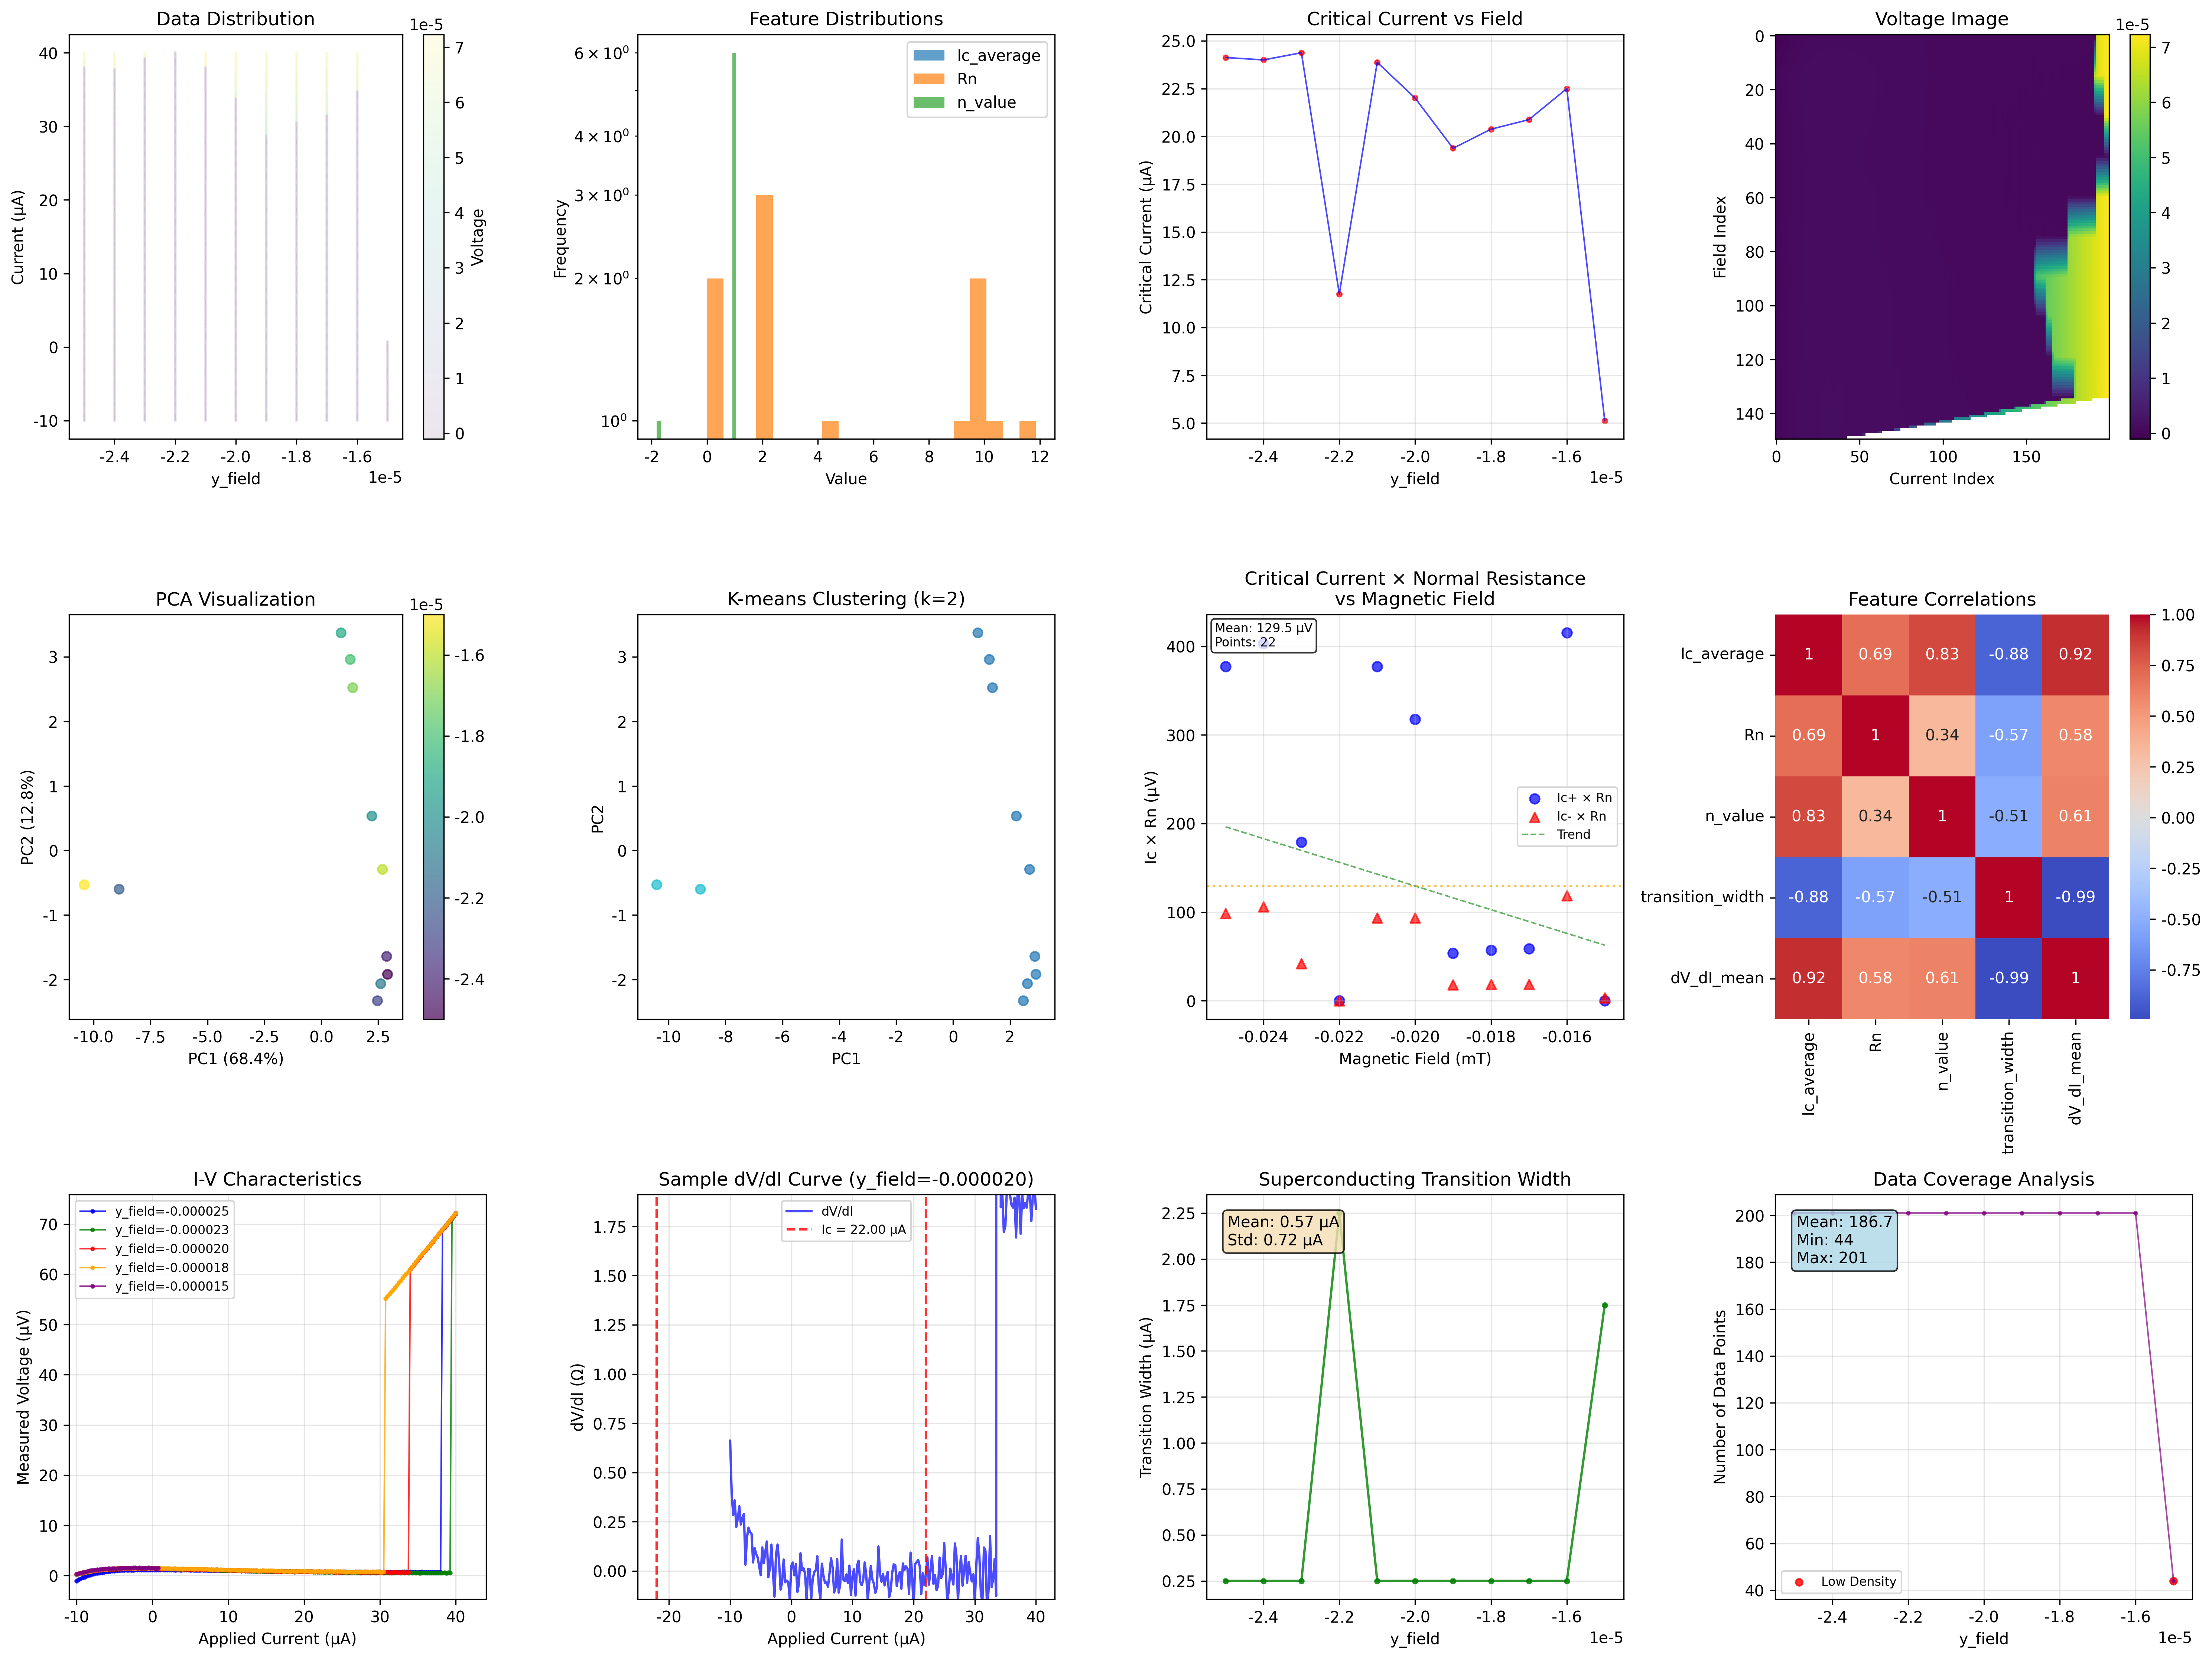 Data Distribution
1e-5
40
30
20
10
0
-10
Current (μA)
-2.4
-2.2
-2.0
-1.8
-1.6
y_field
1e-5
7
6
5
4
3
2
1
0
Voltage
Feature Distributions
6 × 10⁰
4 × 10⁰
3 × 10⁰
2 × 10⁰
10⁰
Frequency
-2
0
2
4
6
8
10
12
Value
Ic_average
Rn
n_value
Critical Current vs Field
25.0
22.5
20.0
17.5
15.0
12.5
10.0
7.5
5.0
Critical Current (μA)
-2.4
-2.2
-2.0
-1.8
-1.6
y_field
1e-5
Voltage Image
1e-5
0
20
40
60
80
100
120
140
Field Index
0
50
100
150
Current Index
7
6
5
4
3
2
1
0
PCA Visualization
1e-5
3
2
1
0
-1
-2
PC2 (12.8%)
-10.0
-7.5
-5.0
-2.5
0.0
2.5
PC1 (68.4%)
-1.6
-1.8
-2.0
-2.2
-2.4
K-means Clustering (k=2)
3
2
1
0
-1
-2
PC2
-10
-8
-6
-4
-2
0
2
PC1
Critical Current × Normal Resistance
vs Magnetic Field
Mean: 129.5 μV
Points: 22
400
300
200
100
0
Ic × Rn (μV)
Ic+ × Rn
Ic- × Rn
Trend
-0.024
-0.022
-0.020
-0.018
-0.016
Magnetic Field (mT)
Feature Correlations
Ic_average
1
0.69
0.83
-0.88
0.92
Rn
0.69
1
0.34
-0.57
0.58
n_value
0.83
0.34
1
-0.51
0.61
transition_width
-0.88
-0.57
-0.51
1
-0.99
dV_dI_mean
0.92
0.58
0.61
-0.99
1
Ic_average
Rn
n_value
transition_width
dV_dI_mean
1.00
0.75
0.50
0.25
0.00
-0.25
-0.50
-0.75
I-V Characteristics
y_field=-0.000025
y_field=-0.000023
y_field=-0.000020
y_field=-0.000018
y_field=-0.000015
70
60
50
40
30
20
10
0
Measured Voltage (μV)
-10
0
10
20
30
40
Applied Current (μA)
Sample dV/dI Curve (y_field=-0.000020)
dV/dI
Ic = 22.00 μA
1.75
1.50
1.25
1.00
0.75
0.50
0.25
0.00
dV/dI (Ω)
-20
-10
0
10
20
30
40
Applied Current (μA)
Superconducting Transition Width
Mean: 0.57 μA
Std: 0.72 μA
2.25
2.00
1.75
1.50
1.25
1.00
0.75
0.50
0.25
Transition Width (μA)
-2.4
-2.2
-2.0
-1.8
-1.6
y_field
1e-5
Data Coverage Analysis
Mean: 186.7
Min: 44
Max: 201
200
180
160
140
120
100
80
60
40
Number of Data Points
Low Density
-2.4
-2.2
-2.0
-1.8
-1.6
y_field
1e-5